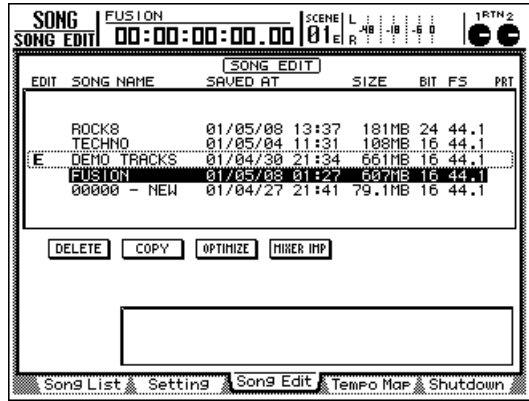 SONG
SONG EDIT
FUSION
00:00:00:00.00
SCENE
01E
L
R -48 -18 -6 0
1RTN2
SONG EDIT
EDIT SONG NAME SAVED AT SIZE BIT FS PRT
ROCK8 01/05/08 13:37 181MB 24 44.1
TECHNO 01/05/04 11:31 108MB 16 44.1
E DEMO TRACKS 01/04/30 21:34 661MB 16 44.1
FUSION 01/05/08 01:27 607MB 16 44.1
00000 - NEW 01/04/27 21:41 79.1MB 16 44.1
DELETE COPY OPTIMIZE MIXER IMP
Song List Setting Song Edit Tempo Map Shutdown